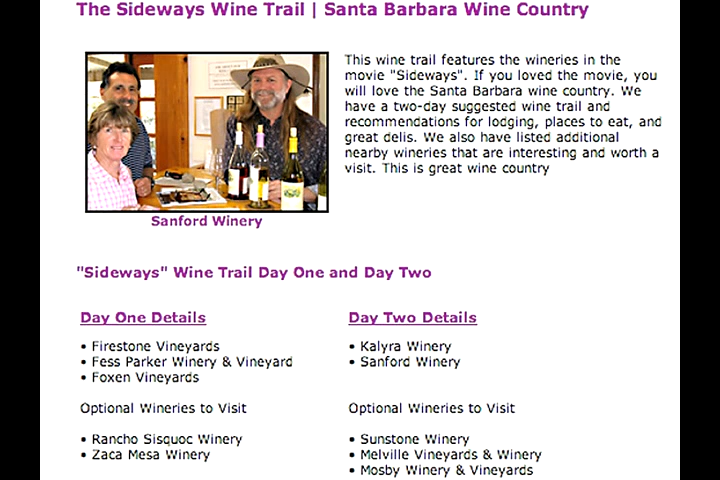 The Sideways Wine Trail | Santa Barbara Wine Country
This wine trail features the wineries in the
movie "Sideways". If you loved the movie, you
will love the Santa Barbara wine country. We
have a two-day suggested wine trail and
recommendations for lodging, places to eat, and
great delis. We also have listed additional
nearby wineries that are interesting and worth a
visit. This is great wine country
Sanford Winery
"Sideways" Wine Trail Day One and Day Two
Day One Details
• Firestone Vineyards
• Fess Parker Winery & Vineyard
• Foxen Vineyards
Optional Wineries to Visit
• Rancho Sisquoc Winery
• Zaca Mesa Winery
Day Two Details
• Kalyra Winery
• Sanford Winery
Optional Wineries to Visit
• Sunstone Winery
• Melville Vineyards & Winery
• Mosby Winery & Vineyards